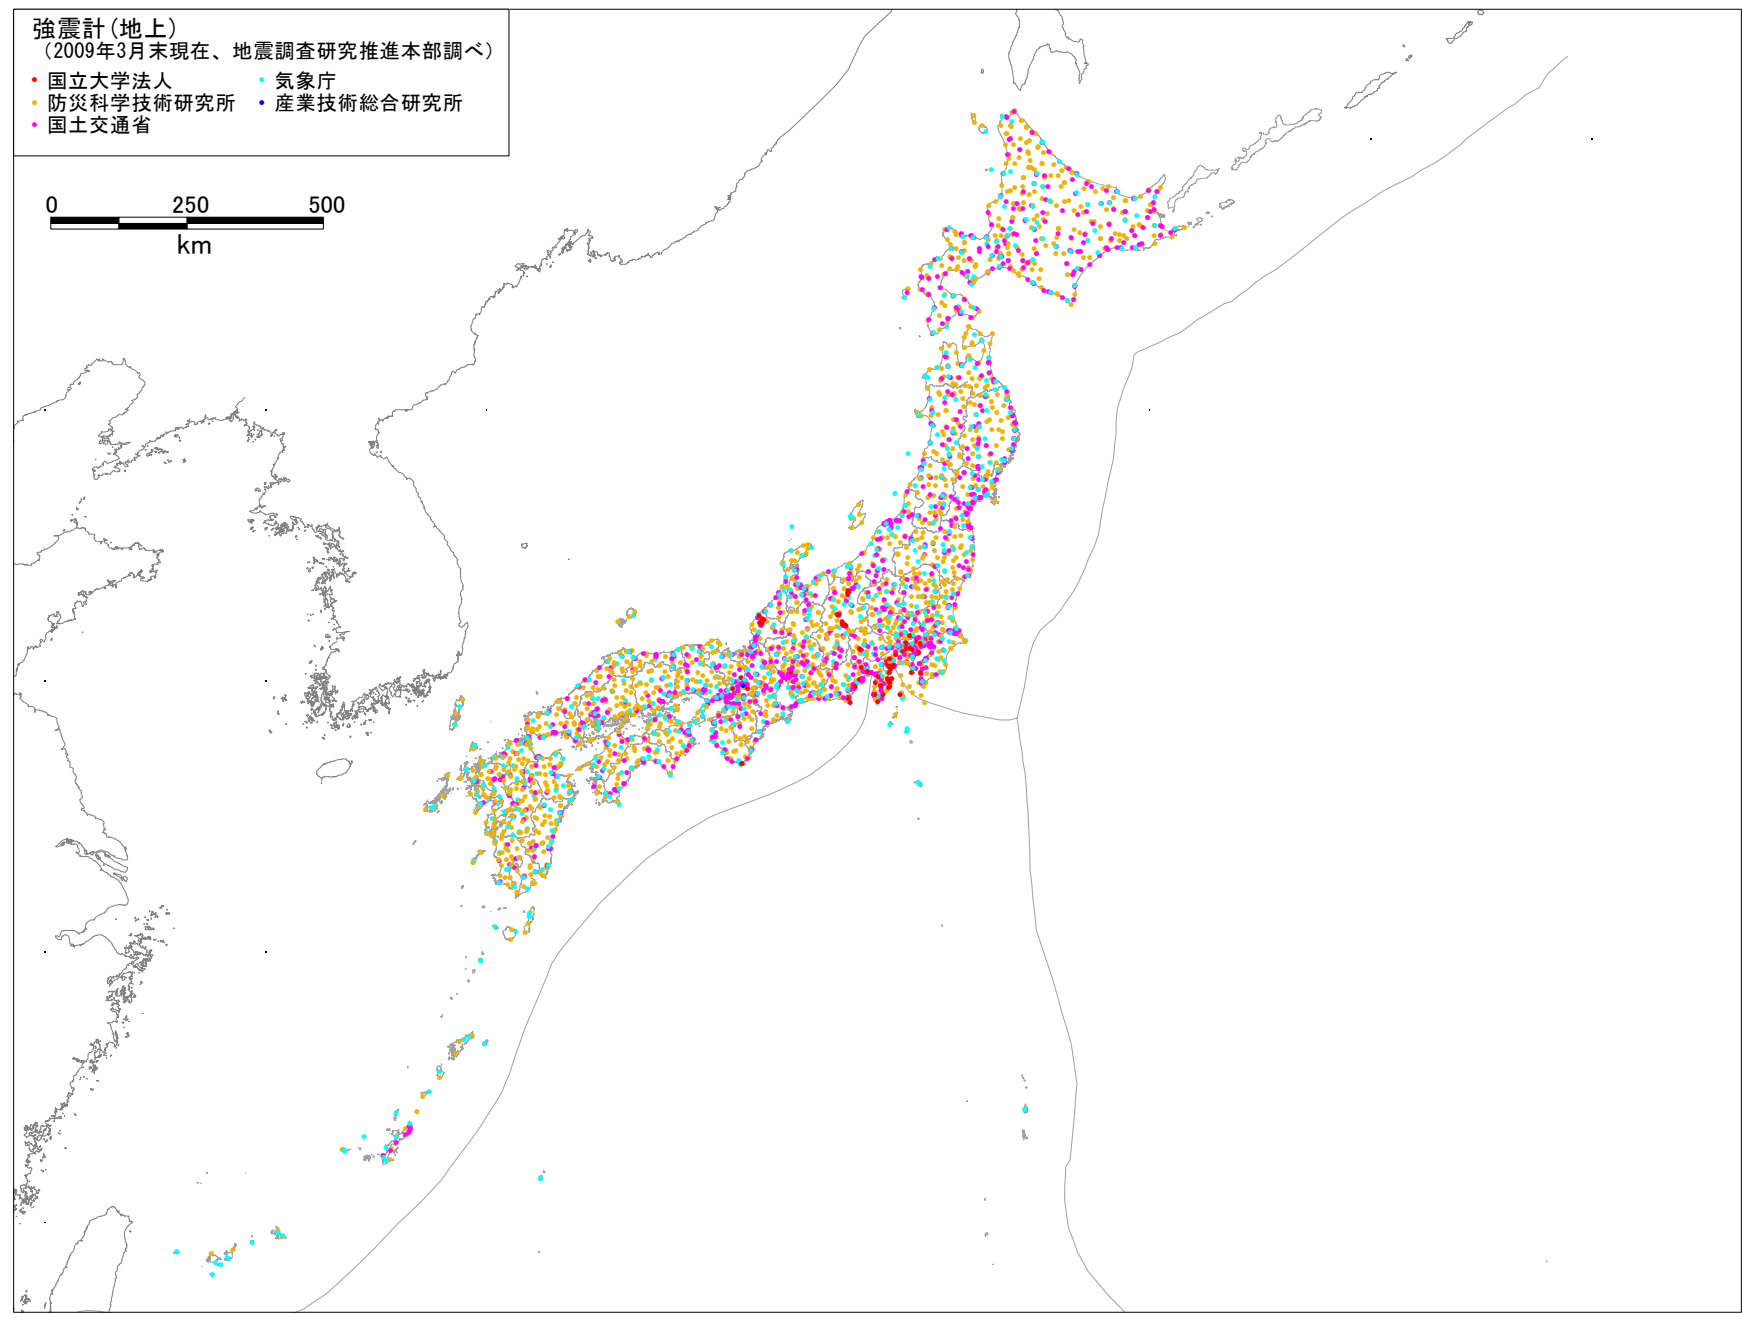 強震計(地上)
(2009年3月末現在、地震調査研究推進本部調べ)
国立大学法人 気象庁
防災科学技術研究所 産業技術総合研究所
国土交通省
0 250 500
km